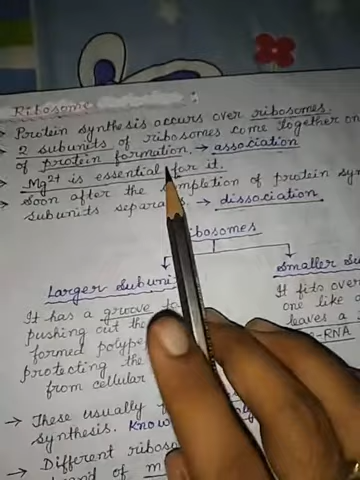 Ribosome
→ Protein synthesis occurs over ribosomes.
→ 2 subunits of ribosomes come together on
of protein formation. → association
→ Mg2+ is essential for it.
→ Soon after the completion of protein syn
subunits separa → dissociation.
ibosomes
Larger Subuni
Smaller Su
It has a groove fo
pushing out the
formed polype
protecting the
from cellular
It fits over
one like
leaves a
-RNA
→ These usually
synthesis. Know
→ Different riboso